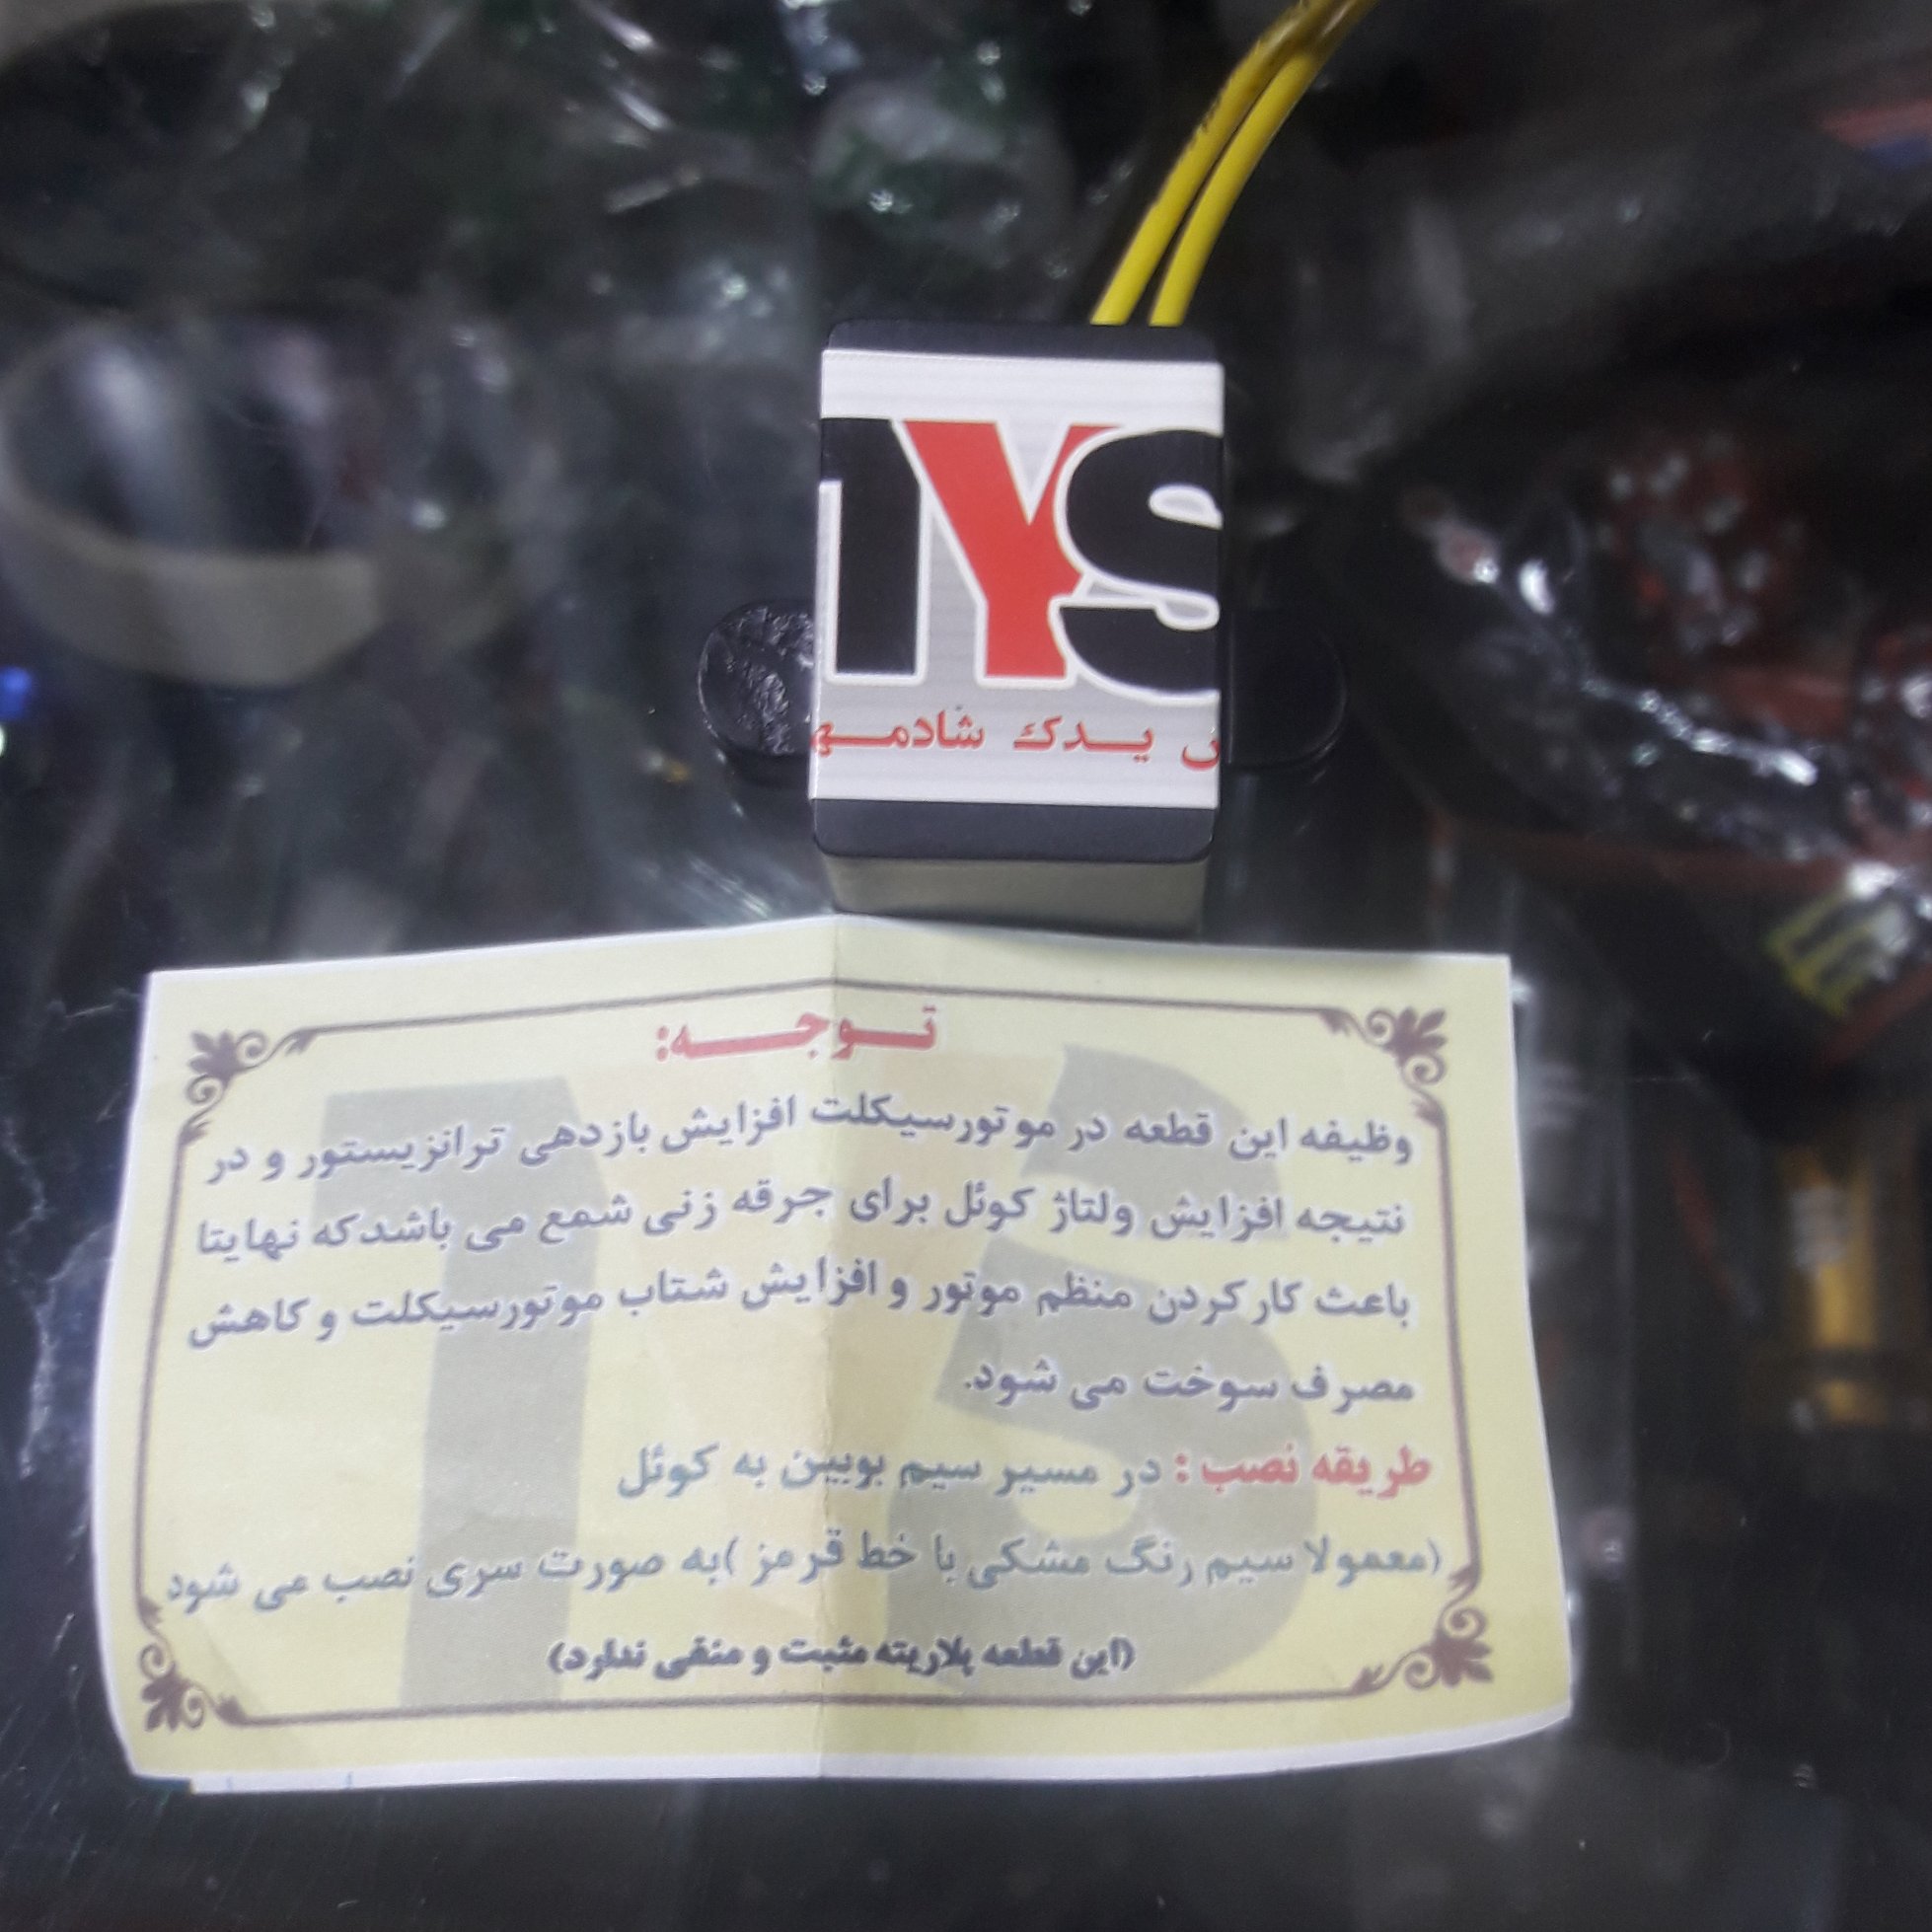 YS
ن یدک شادمه
توجه:
وظیفه این قطعه در موتورسیکلت افزایش بازدهی ترانزیستور و در
نتیجه افزایش ولتاژ کوئل برای جرقه زنی شمع می باشدکه نهایتا
باعث کارکردن منظم موتور و افزایش شتاب موتورسیکلت و کاهش
مصرف سوخت می شود.
طریقه نصب : در مسیر سیم بوبین به کوئل
(معمولا سیم رنگ مشکی با خط قرمز )به صورت سری نصب می شود
(این قطعه پلاریته مثبت و منفی ندارد)